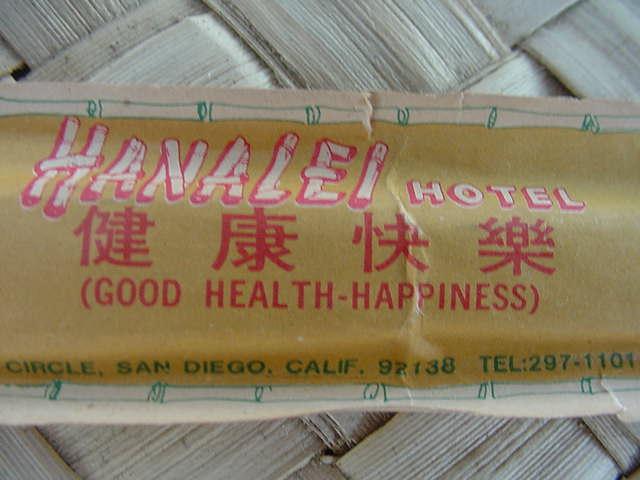 HANALEI HOTEL
健康快樂
(GOOD HEALTH-HAPPINESS)
CIRCLE, SAN DIEGO. CALIF. 92138 TEL:297-1101